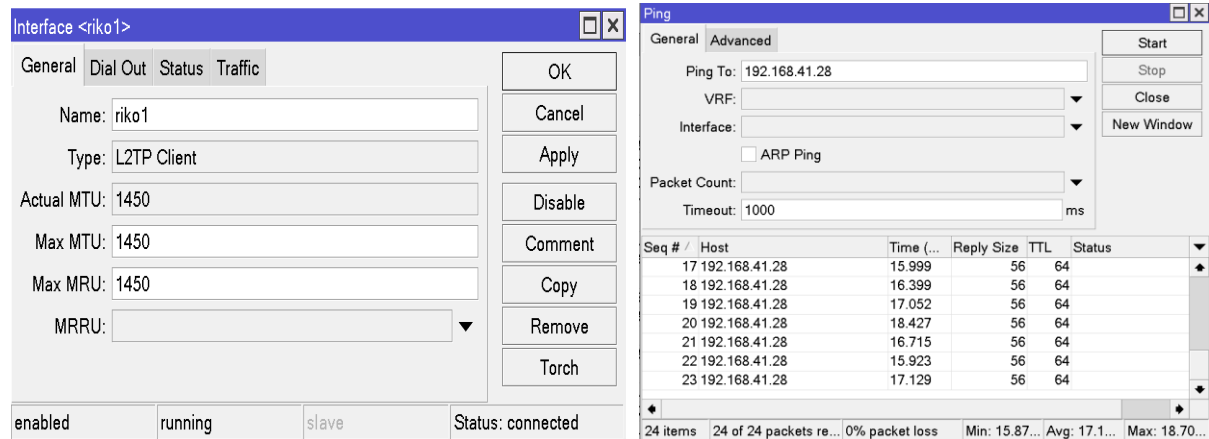 Interface <riko1>
General Dial Out Status Traffic
OK
Cancel
Apply
Disable
Comment
Copy
Remove
Torch
Name: riko1
Type: L2TP Client
Actual MTU: 1450
Max MTU: 1450
Max MRU: 1450
MRRU:
enabled running slave Status: connected
Ping
General Advanced
Start
Stop
Close
New Window
Ping To: 192.168.41.28
VRF:
Interface:
ARP Ping
Packet Count:
Timeout: 1000 ms
Seq # Host Time (... Reply Size TTL Status
17 192.168.41.28 15.999 56 64
18 192.168.41.28 16.399 56 64
19 192.168.41.28 17.052 56 64
20 192.168.41.28 18.427 56 64
21 192.168.41.28 16.715 56 64
22 192.168.41.28 15.923 56 64
23 192.168.41.28 17.129 56 64
24 items 24 of 24 packets re... 0% packet loss Min: 15.87... Avg: 17.1... Max: 18.70...